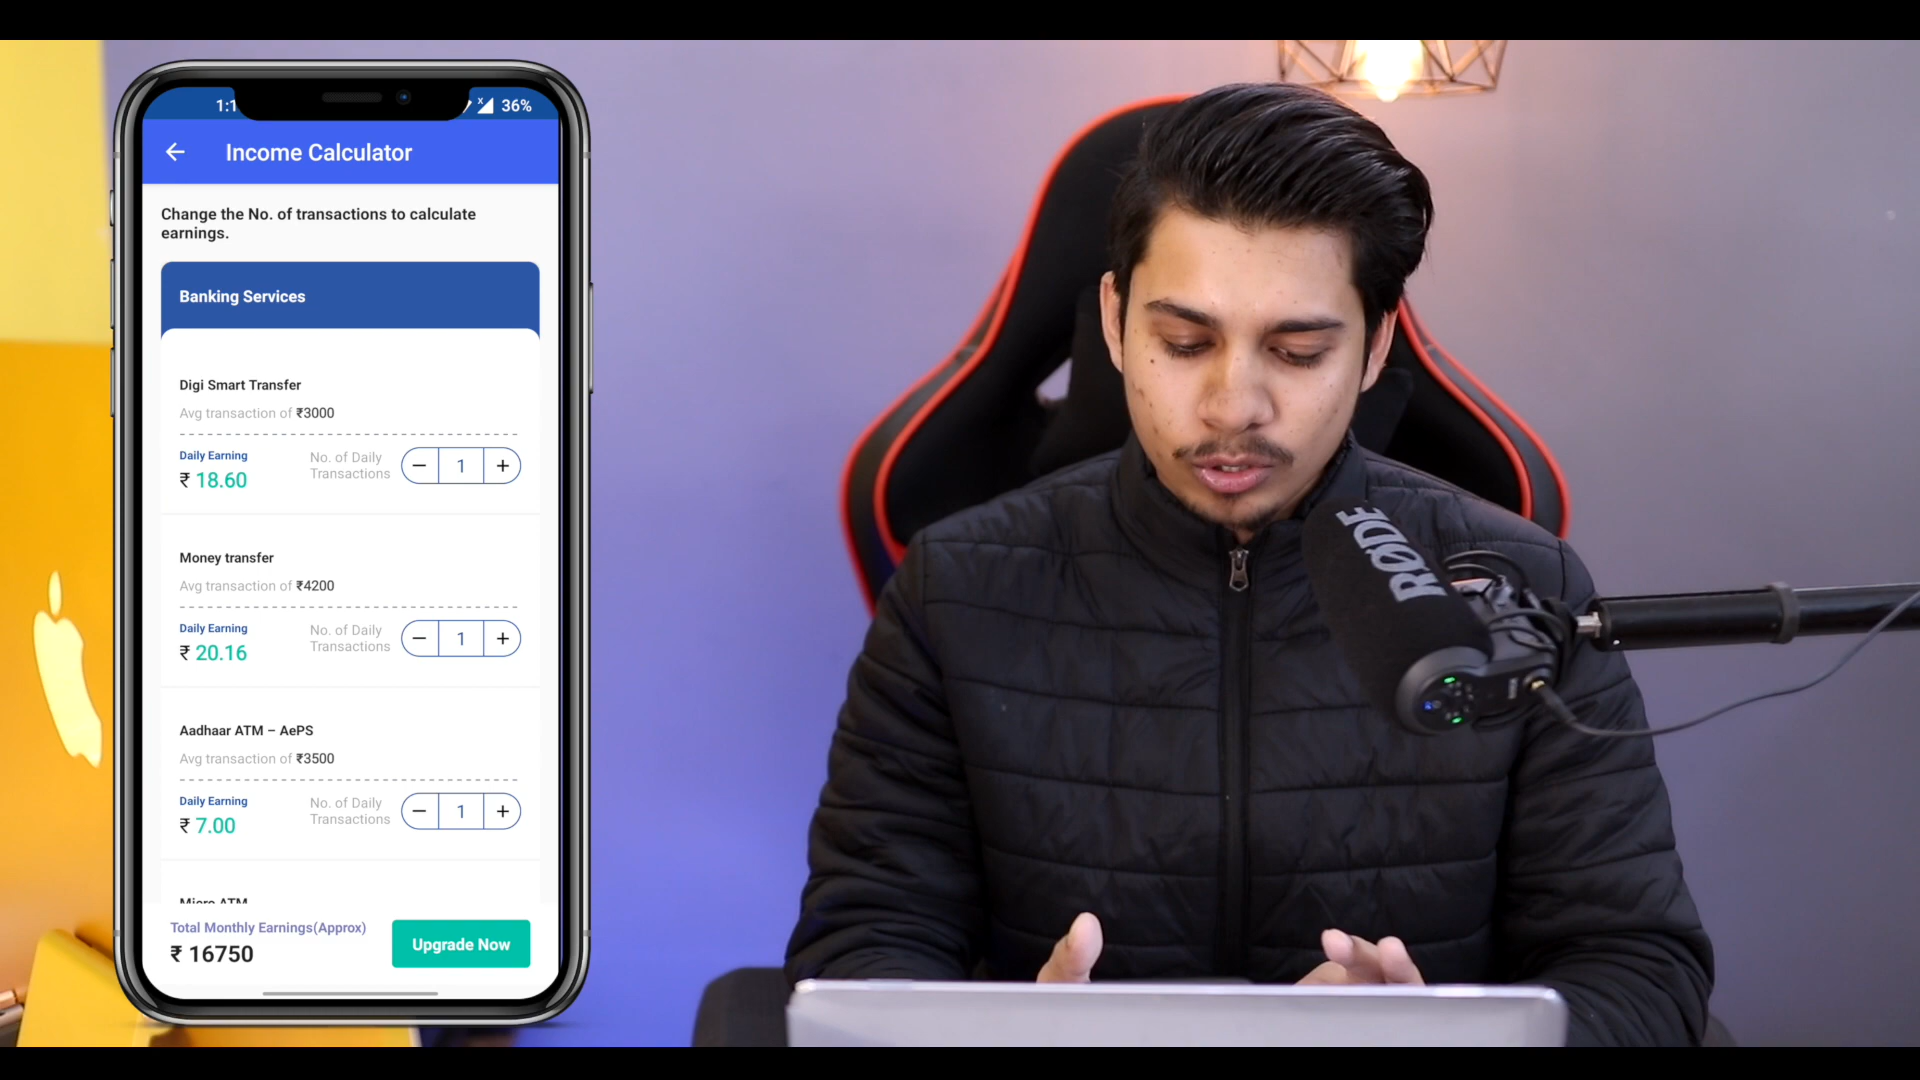 1:1
36%
Income Calculator
Change the No. of transactions to calculate
earnings.
Banking Services
Digi Smart Transfer
Avg transaction of ₹3000
Daily Earning
₹ 18.60
No. of Daily
Transactions
− 1 +
Money transfer
Avg transaction of ₹4200
Daily Earning
₹ 20.16
No. of Daily
Transactions
− 1 +
Aadhaar ATM – AePS
Avg transaction of ₹3500
Daily Earning
₹ 7.00
No. of Daily
Transactions
− 1 +
Micro ATM
Total Monthly Earnings(Approx)
₹ 16750
Upgrade Now
RØDE